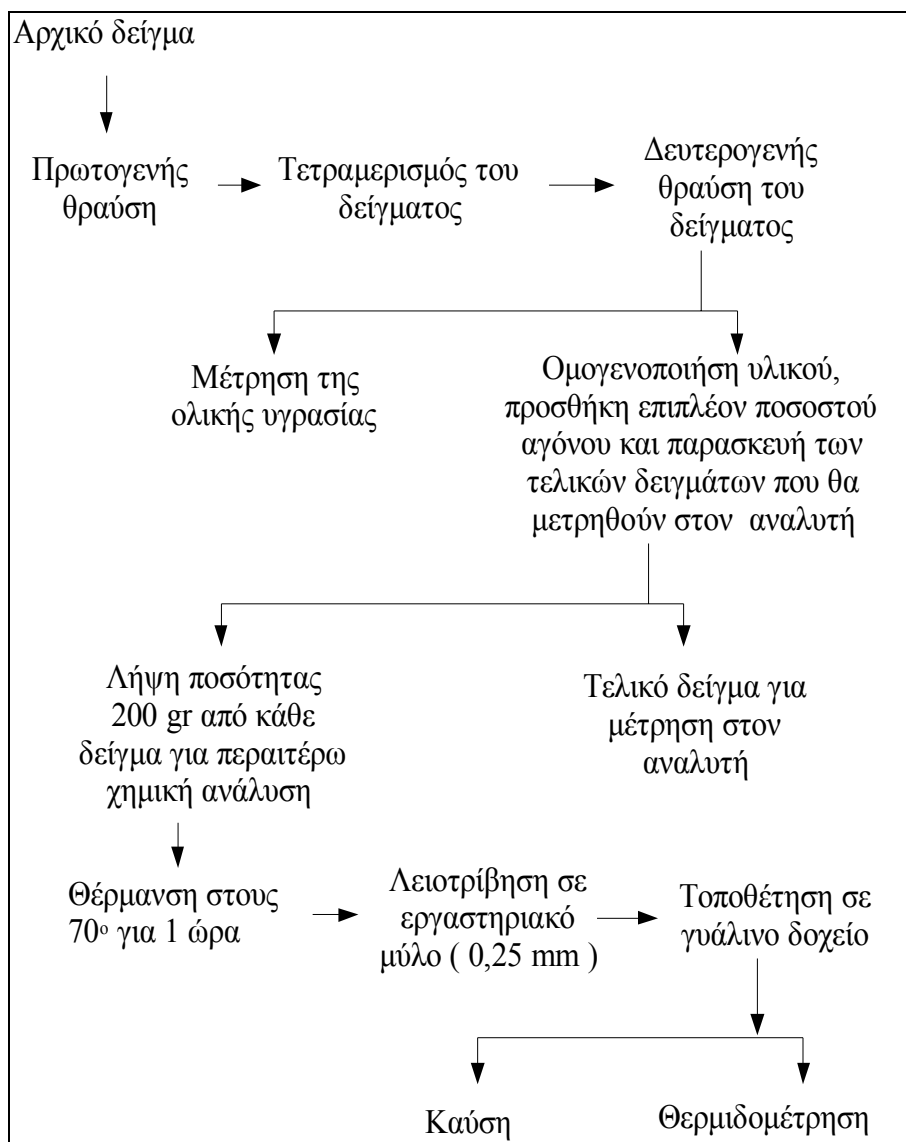 Αρχικό δείγμα
Πρωτογενής
θραύση
Τετραμερισμός του
δείγματος
Δευτερογενής
θραύση του
δείγματος
Μέτρηση της
ολικής υγρασίας
Ομογενοποιήση υλικού,
προσθήκη επιπλέον ποσοστού
αγόνου και παρασκευή των
τελικών δειγμάτων που θα
μετρηθούν στον αναλυτή
Λήψη ποσότητας
200 gr από κάθε
δείγμα για περαιτέρω
χημική ανάλυση
Τελικό δείγμα για
μέτρηση στον
αναλυτή
Θέρμανση στους
70º για 1 ώρα
Λειοτρίβηση σε
εργαστηριακό
μύλο ( 0,25 mm )
Τοποθέτηση σε
γυάλινο δοχείο
Καύση
Θερμιδομέτρηση